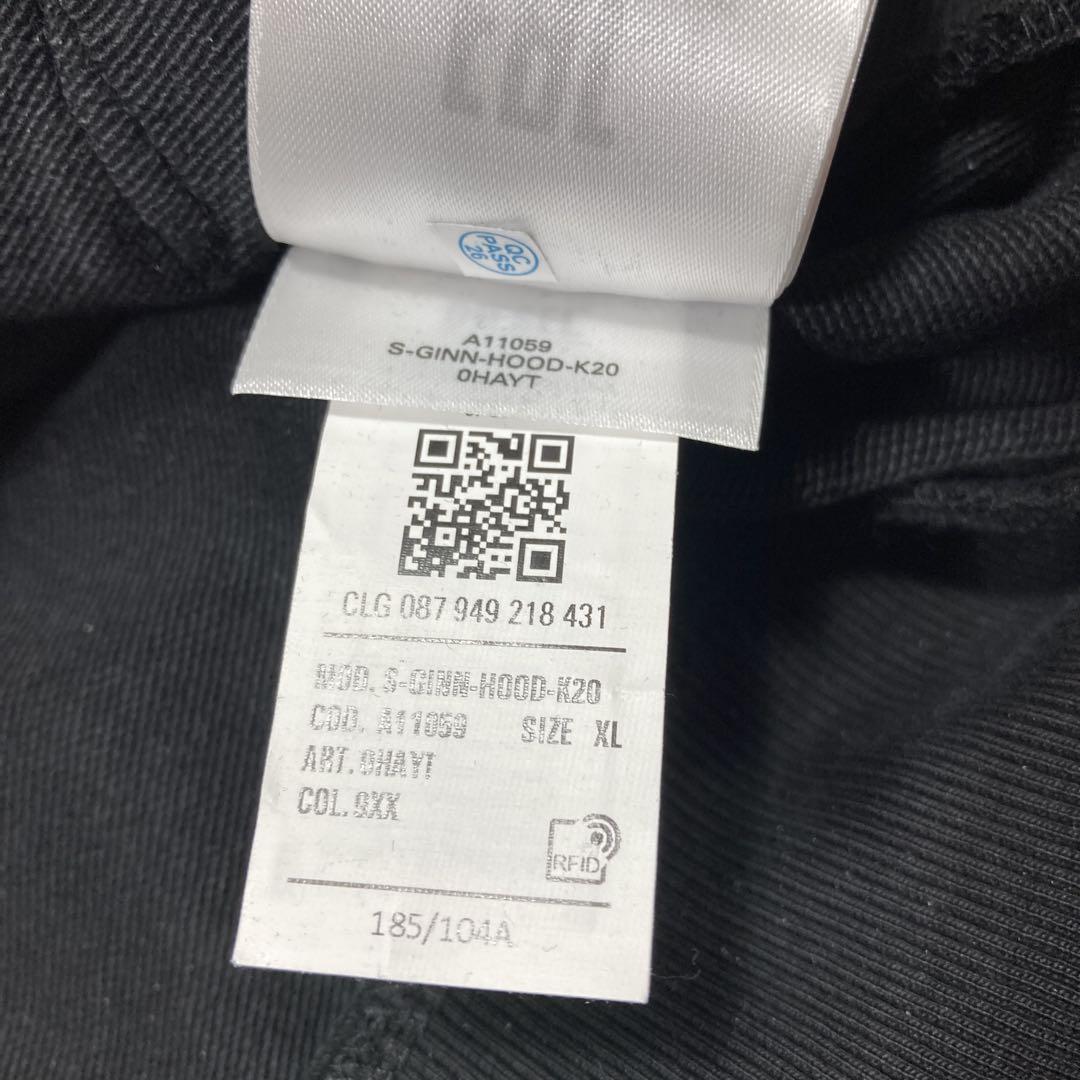 QC
PASS
26
A11059
S-GINN-HOOD-K20
0HAYT
CLG 087 949 218 431
MOD. S-GINN-HOOD-K20
COD. A11059 SIZE XL
ART. 0HAYT
COL. 9XX
RFID
185/104A